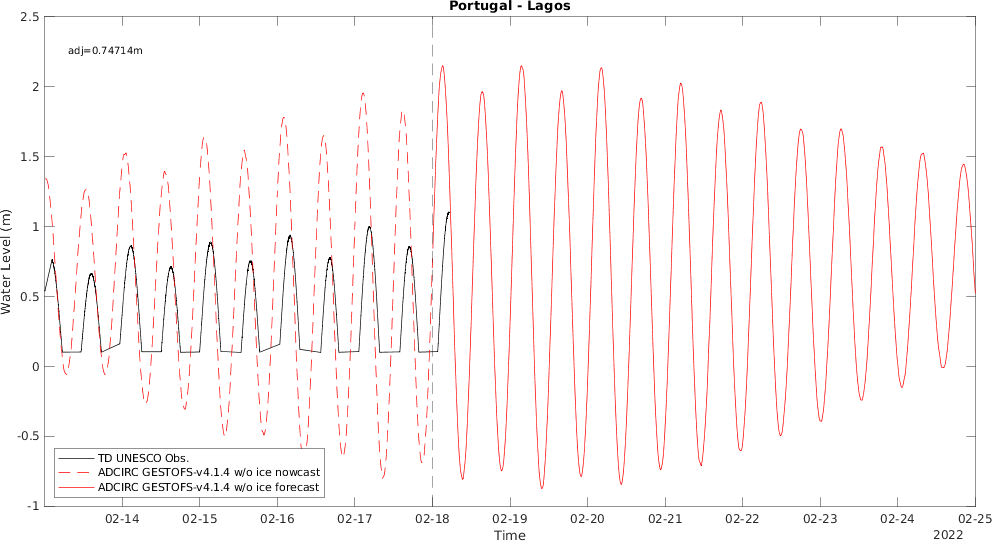 Portugal - Lagos
2.5
adj=0.74714m
2
1.5
1
0.5
0
-0.5
-1
Water Level (m)
TD UNESCO Obs.
ADCIRC GESTOFS-v4.1.4 w/o ice nowcast
ADCIRC GESTOFS-v4.1.4 w/o ice forecast
02-14 02-15 02-16 02-17 02-18 02-19 02-20 02-21 02-22 02-23 02-24 02-25
Time
2022